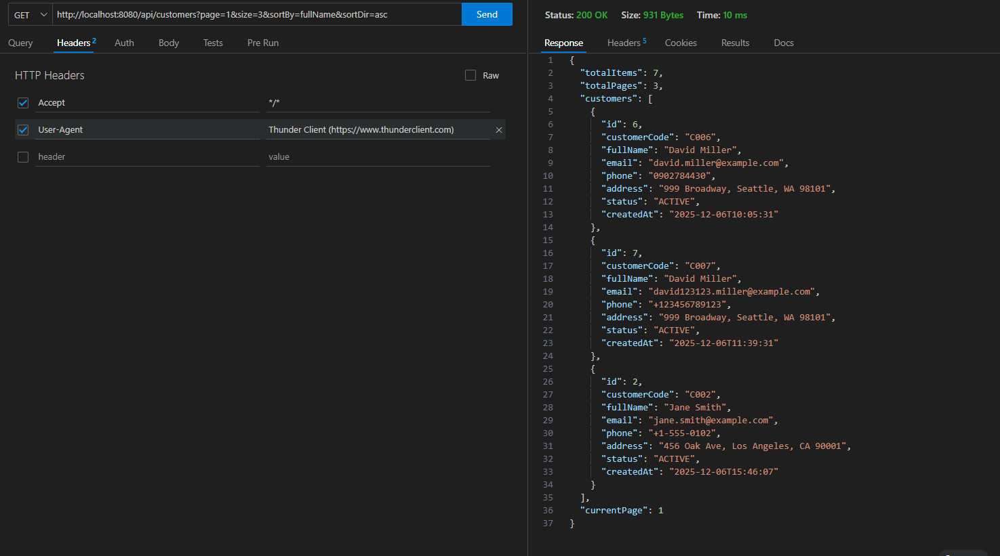 GET http://localhost:8080/api/customers?page=1&size=3&sortBy=fullName&sortDir=asc Send
Query Headers 2 Auth Body Tests Pre Run
HTTP Headers Raw
Accept */*
User-Agent Thunder Client (https://www.thunderclient.com)
header value
Status: 200 OK Size: 931 Bytes Time: 10 ms
Response Headers 5 Cookies Results Docs
1 {
2 "totalItems": 7,
3 "totalPages": 3,
4 "customers": [
5 {
6 "id": 6,
7 "customerCode": "C006",
8 "fullName": "David Miller",
9 "email": "david.miller@example.com",
10 "phone": "0902784430",
11 "address": "999 Broadway, Seattle, WA 98101",
12 "status": "ACTIVE",
13 "createdAt": "2025-12-06T10:05:31"
14 },
15 {
16 "id": 7,
17 "customerCode": "C007",
18 "fullName": "David Miller",
19 "email": "david123123.miller@example.com",
20 "phone": "+123456789123",
21 "address": "999 Broadway, Seattle, WA 98101",
22 "status": "ACTIVE",
23 "createdAt": "2025-12-06T11:39:31"
24 },
25 {
26 "id": 2,
27 "customerCode": "C002",
28 "fullName": "Jane Smith",
29 "email": "jane.smith@example.com",
30 "phone": "+1-555-0102",
31 "address": "456 Oak Ave, Los Angeles, CA 90001",
32 "status": "ACTIVE",
33 "createdAt": "2025-12-06T15:46:07"
34 }
35 ],
36 "currentPage": 1
37 }